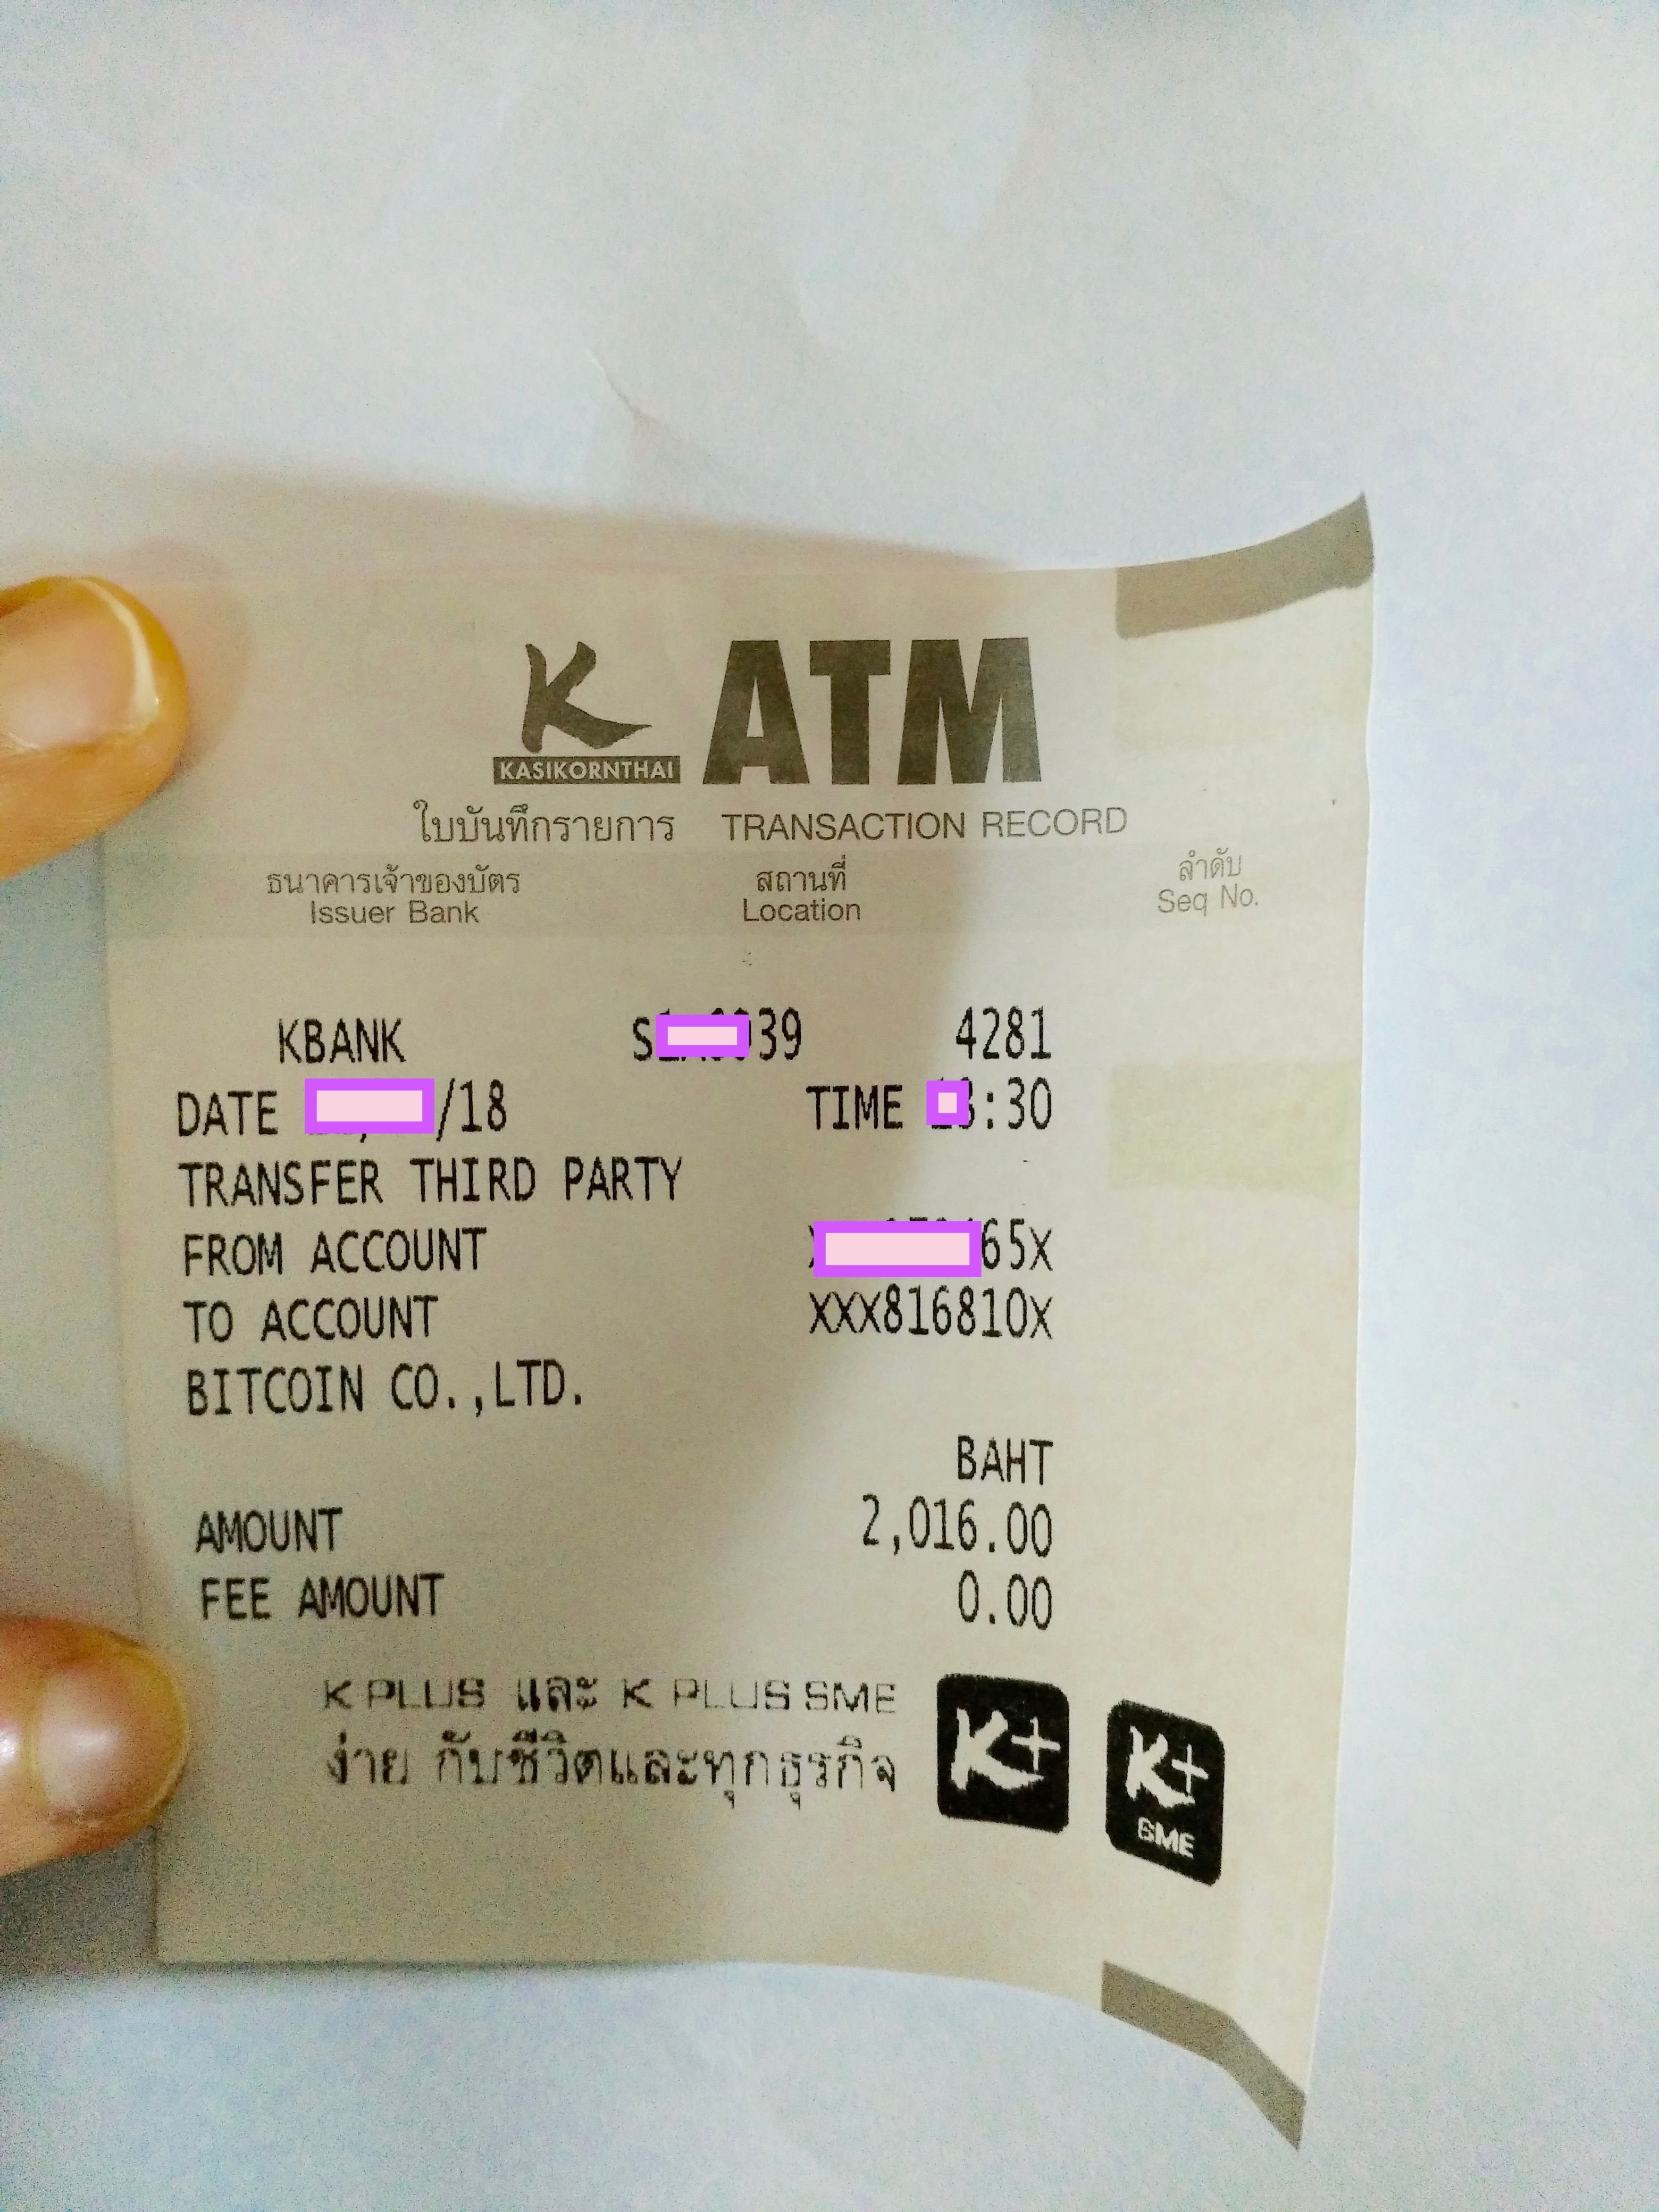 K ATM
KASIKORNTHAI
ใบบันทึกรายการ TRANSACTION RECORD
ธนาคารเจ้าของบัตร สถานที่ ลำดับ
Issuer Bank Location Seq No.
KBANK 4281
DATE /18 TIME :30
TRANSFER THIRD PARTY
FROM ACCOUNT 65X
TO ACCOUNT XXX816810X
BITCOIN CO.,LTD.
BAHT
AMOUNT 2,016.00
FEE AMOUNT 0.00
K PLUS และ K PLUS SME
ง่าย กับชีวิตและทุกธุรกิจ
K+
K+
SME